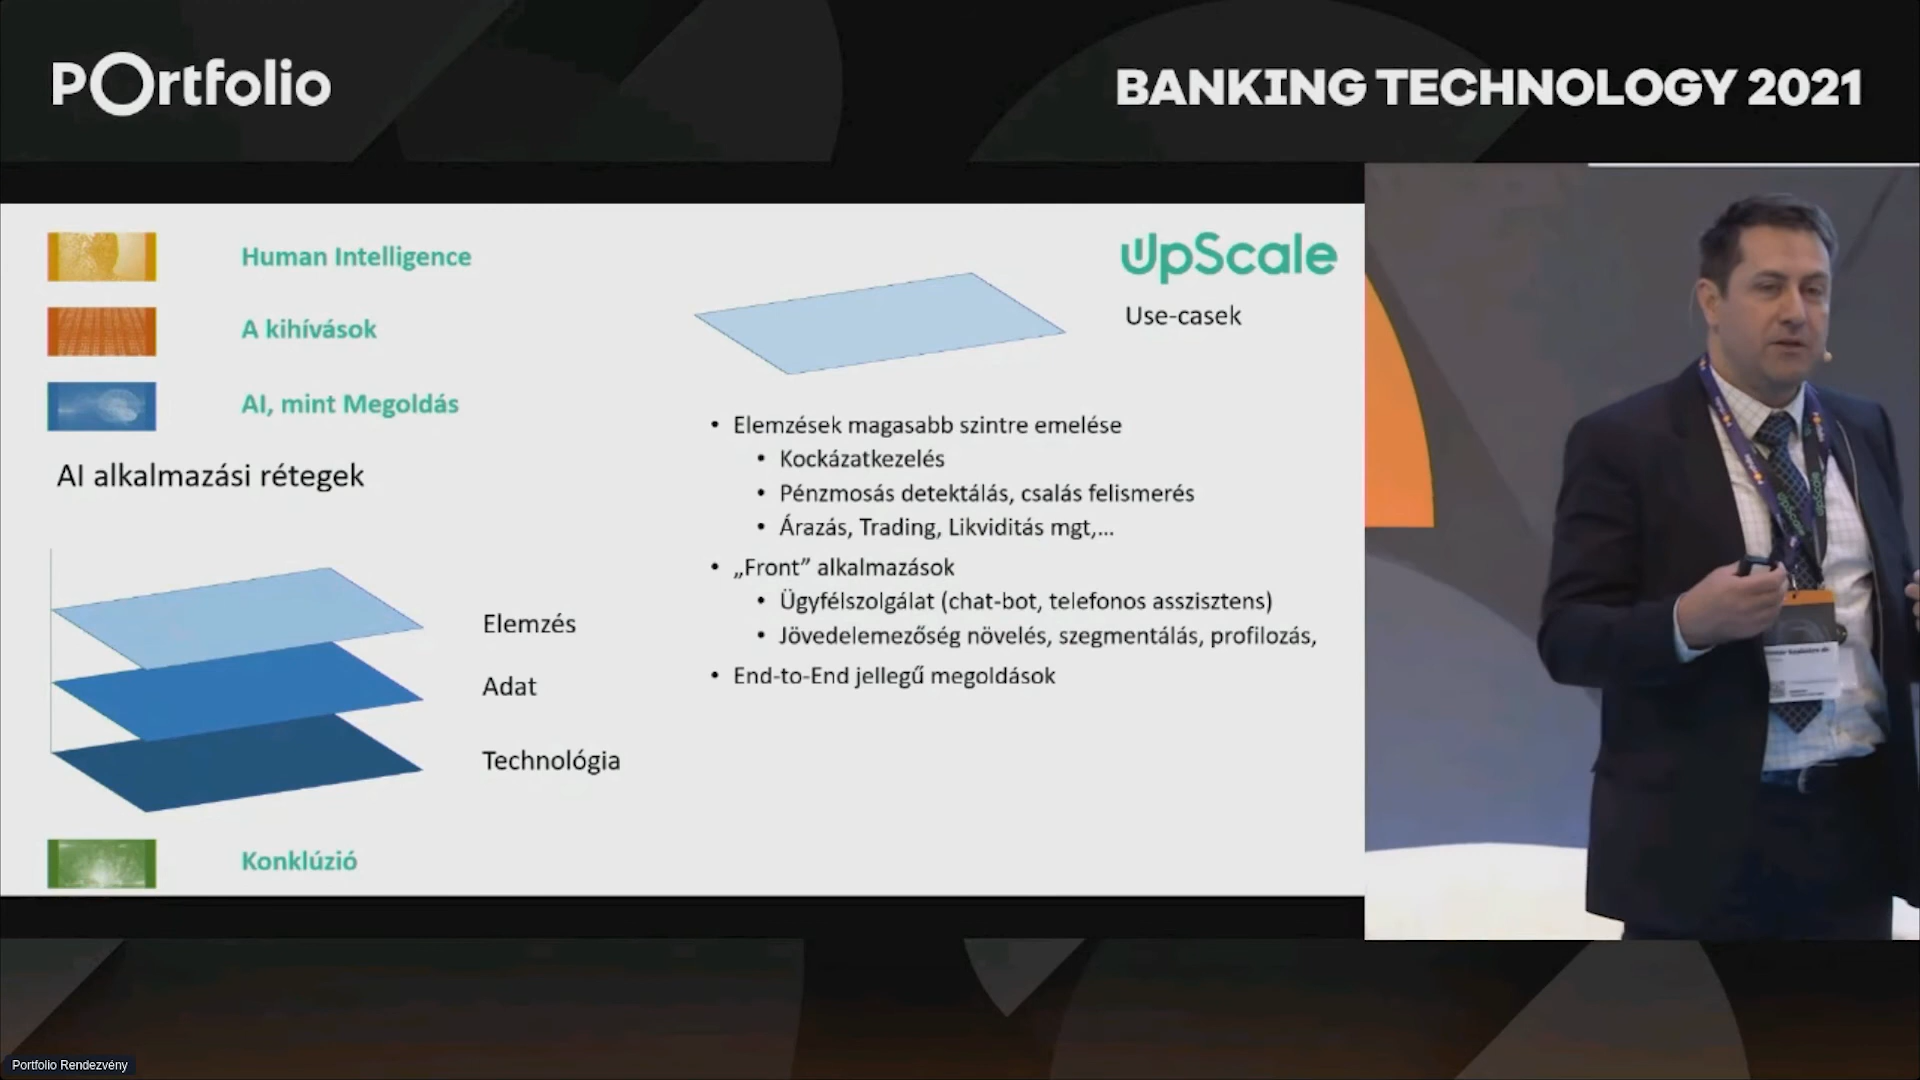 POrtfolio
BANKING TECHNOLOGY 2021
Human Intelligence
A kihívások
AI, mint Megoldás
AI alkalmazási rétegek
Elemzés
Adat
Technológia
Konklúzió
UpScale
Use-casek
• Elemzések magasabb szintre emelése
• Kockázatkezelés
• Pénzmosás detektálás, csalás felismerés
• Árazás, Trading, Likviditás mgt,...
• „Front” alkalmazások
• Ügyfélszolgálat (chat-bot, telefonos asszisztens)
• Jövedelemezőség növelés, szegmentálás, profilozás,
• End-to-End jellegű megoldások
UpScale
Portfolio Rendezvény